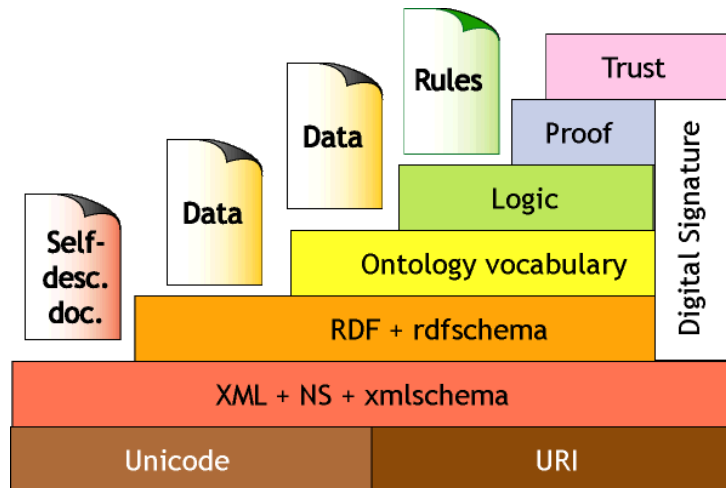 Rules
Trust
Data
Proof
Data
Logic
Self-
desc.
doc.
Ontology vocabulary
Digital Signature
RDF + rdfschema
XML + NS + xmlschema
Unicode
URI